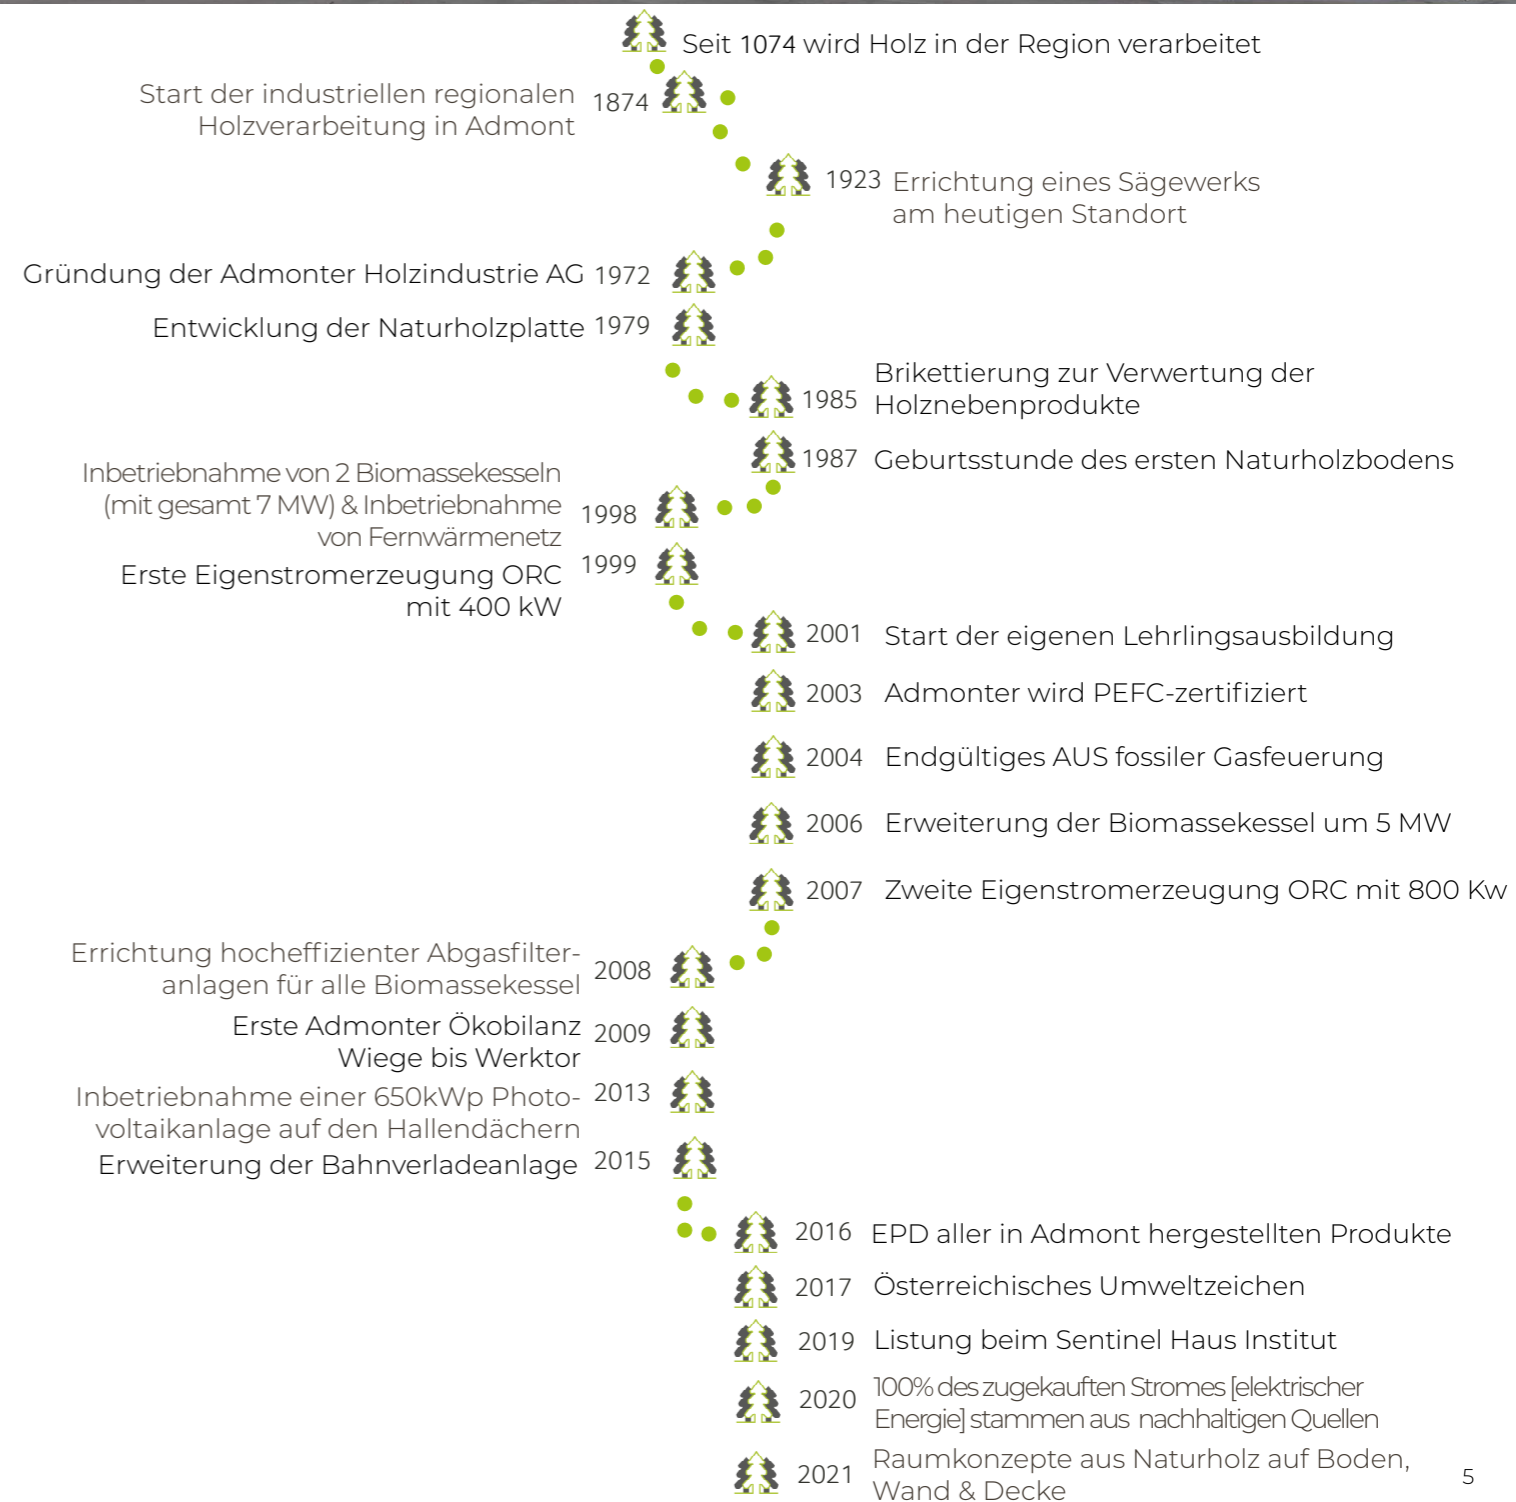 Seit 1074 wird Holz in der Region verarbeitet
Start der industriellen regionalen
Holzverarbeitung in Admont
1874
1923
Errichtung eines Sägewerks
am heutigen Standort
Gründung der Admonter Holzindustrie AG 1972
Entwicklung der Naturholzplatte 1979
1985
Brikettierung zur Verwertung der
Holznebenprodukte
1987 Geburtsstunde des ersten Naturholzbodens
Inbetriebnahme von 2 Biomassekesseln
(mit gesamt 7 MW) & Inbetriebnahme
von Fernwärmenetz
1998
Erste Eigenstromerzeugung ORC
mit 400 kW
1999
2001 Start der eigenen Lehrlingsausbildung
2003 Admonter wird PEFC-zertifiziert
2004 Endgültiges AUS fossiler Gasfeuerung
2006 Erweiterung der Biomassekessel um 5 MW
2007 Zweite Eigenstromerzeugung ORC mit 800 Kw
Errichtung hocheffizienter Abgasfilter-
anlagen für alle Biomassekessel
2008
Erste Admonter Ökobilanz
Wiege bis Werktor
2009
Inbetriebnahme einer 650kWp Photo-
voltaikanlage auf den Hallendächern
2013
Erweiterung der Bahnverladeanlage 2015
2016 EPD aller in Admont hergestellten Produkte
2017 Österreichisches Umweltzeichen
2019 Listung beim Sentinel Haus Institut
2020
100% des zugekauften Stromes [elektrischer
Energie] stammen aus nachhaltigen Quellen
2021
Raumkonzepte aus Naturholz auf Boden,
Wand & Decke
5